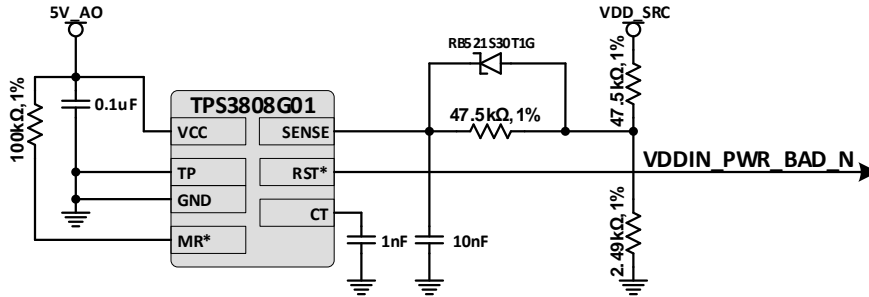 5V_AO
VDD_SRC
RB521S30T1G
100kΩ,1%
0.1uF
TPS3808G01
47.5kΩ,1%
47.5kΩ,1%
VCC
SENSE
TP
RST*
VDDIN_PWR_BAD_N
GND
CT
MR*
1nF
10nF
2.49kΩ,1%